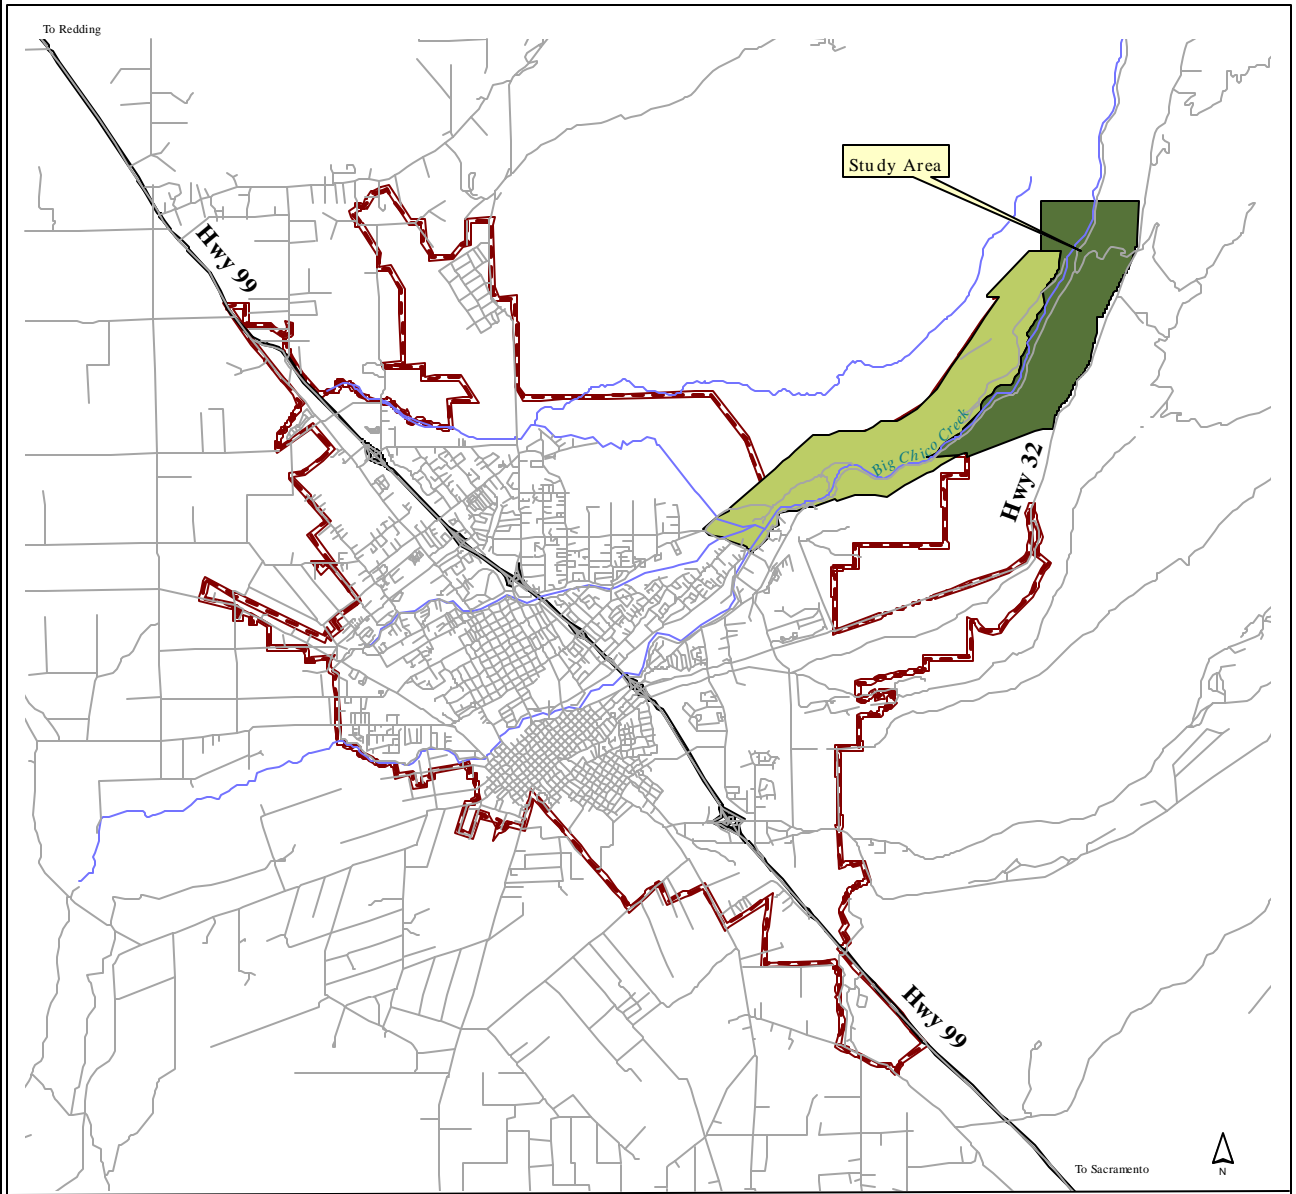 To Redding
Study Area
Hwy 99
Big Chico Creek
Hwy 32
Hwy 99
To Sacramento
N